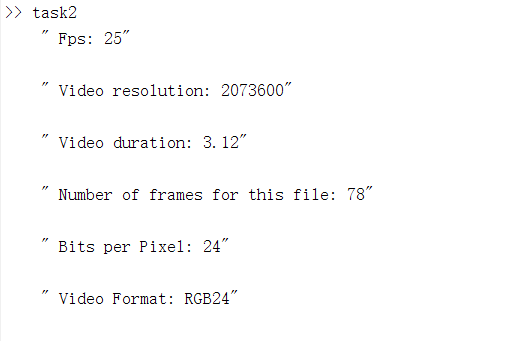 >> task2
" Fps: 25"
" Video resolution: 2073600"
" Video duration: 3.12"
" Number of frames for this file: 78"
" Bits per Pixel: 24"
" Video Format: RGB24"